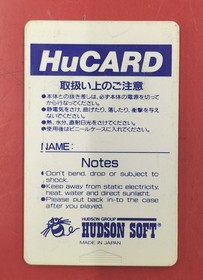 HuCARD
取扱い上のご注意
●本体との抜き差しは、必ず本体の電源を切って
から行なってください。
●静電気をさけ、曲げたり、落したり、衝撃を与え
ないでください。
●熱、水分、直射日光をさけてください。
●使用後はビニールケースに入れてください。
NAME:
Notes
●Don't bend, drop or subject to
shock.
●Keep away from static electricity,
heat, water and direct sunlight.
●Please put back in-to the case
after you played.
HUDSON GROUP
HUDSON SOFT
MADE IN JAPAN